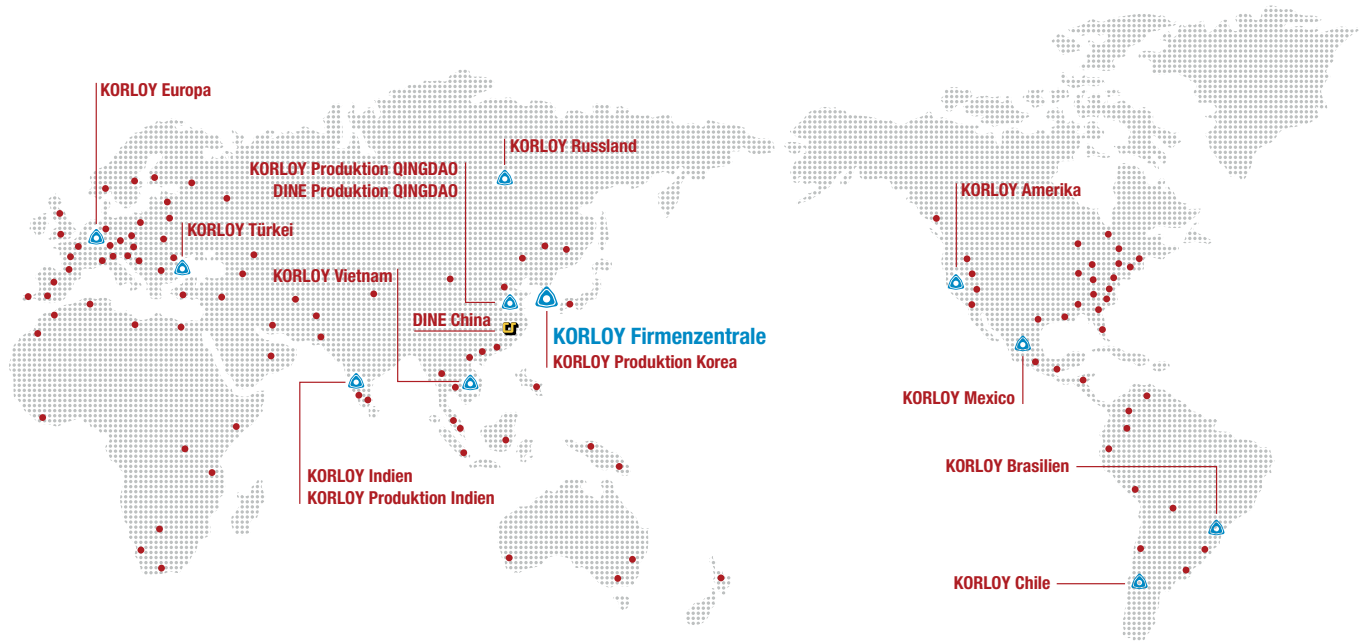 KORLOY Europa
KORLOY Russland
KORLOY Produktion QINGDAO
DINE Produktion QINGDAO
KORLOY Amerika
KORLOY Türkei
KORLOY Vietnam
DINE China
KORLOY Firmenzentrale
KORLOY Produktion Korea
KORLOY Mexico
KORLOY Brasilien
KORLOY Indien
KORLOY Produktion Indien
KORLOY Chile